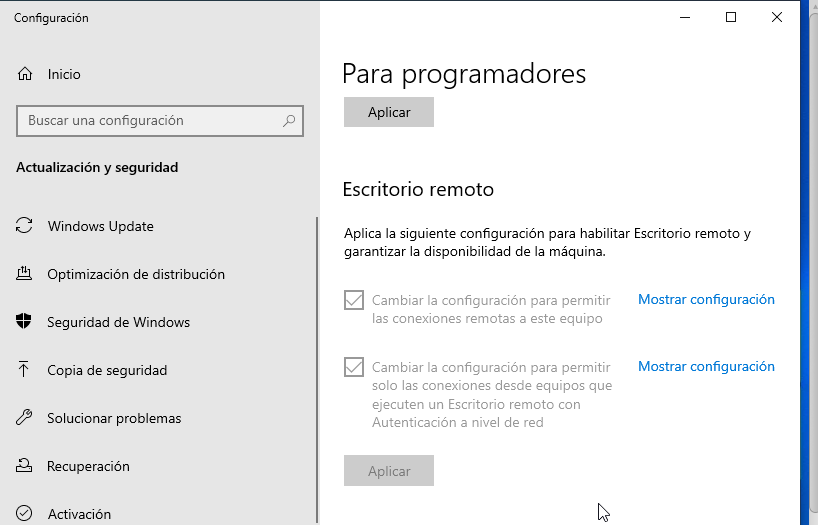 Configuración
Inicio
Buscar una configuración
Actualización y seguridad
Windows Update
Optimización de distribución
Seguridad de Windows
Copia de seguridad
Solucionar problemas
Recuperación
Activación
Para programadores
Aplicar
Escritorio remoto
Aplica la siguiente configuración para habilitar Escritorio remoto y
garantizar la disponibilidad de la máquina.
Cambiar la configuración para permitir
las conexiones remotas a este equipo
Mostrar configuración
Cambiar la configuración para permitir
solo las conexiones desde equipos que
ejecuten un Escritorio remoto con
Autenticación a nivel de red
Mostrar configuración
Aplicar